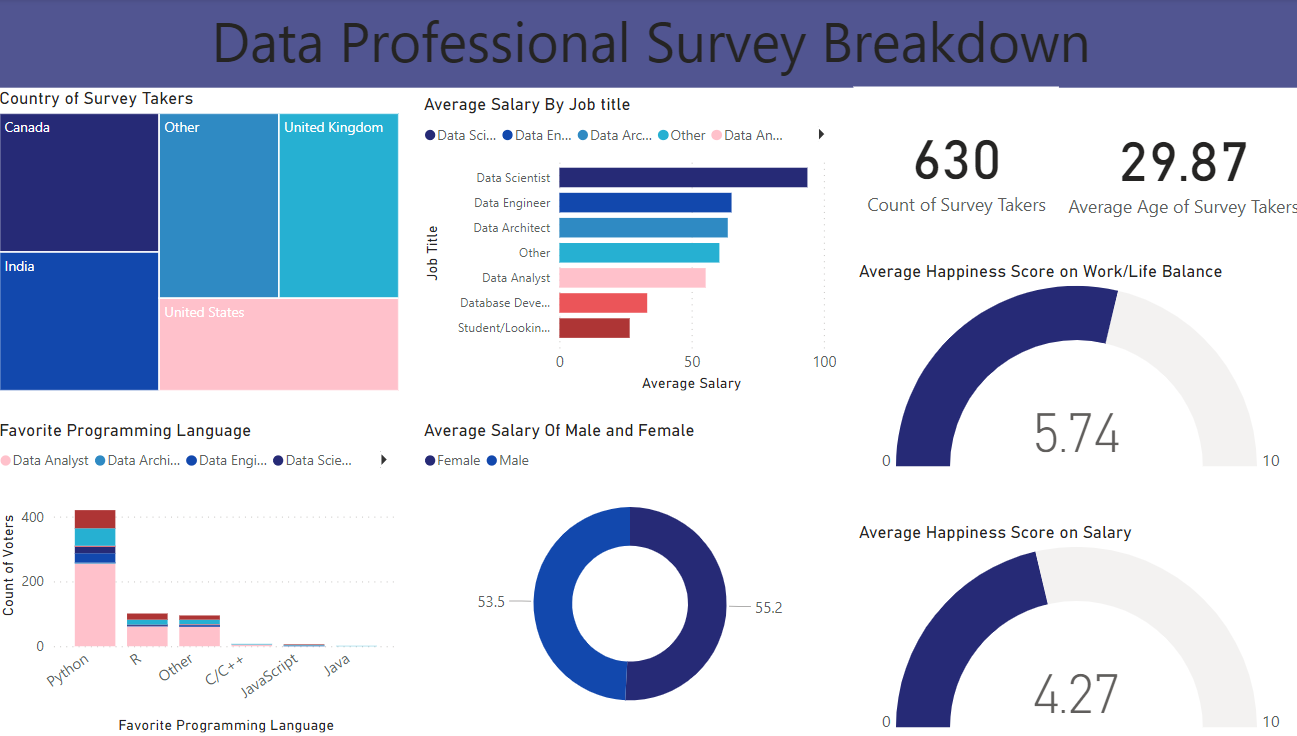 Data Professional Survey Breakdown
Country of Survey Takers
Canada
Other
United Kingdom
India
United States
Average Salary By Job title
Data Sci... Data En... Data Arc... Other Data An...
Job Title
Data Scientist
Data Engineer
Data Architect
Other
Data Analyst
Database Deve...
Student/Lookin...
0 50 100
Average Salary
630
Count of Survey Takers
29.87
Average Age of Survey Takers
Average Happiness Score on Work/Life Balance
5.74
0 10
Favorite Programming Language
Data Analyst Data Archi... Data Engi... Data Scie...
Count of Voters
400
200
0
Python R Other C/C++ JavaScript Java
Favorite Programming Language
Average Salary Of Male and Female
Female Male
53.5
55.2
Average Happiness Score on Salary
4.27
0 10